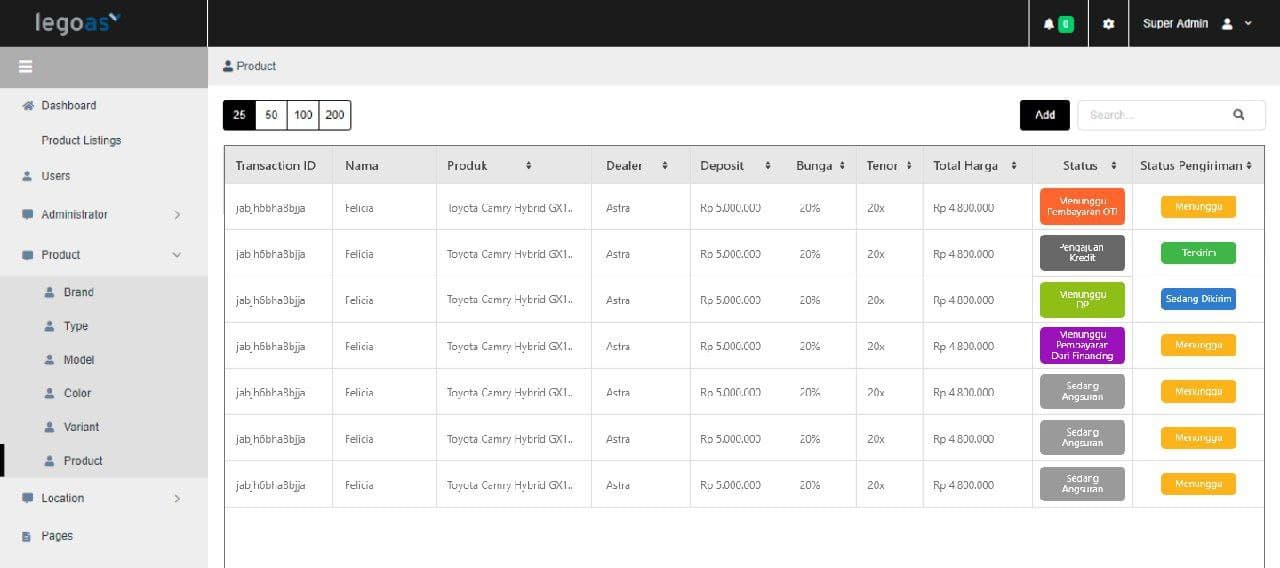 legoas
0
Super Admin
Product
Dashboard
Product Listings
Users
Administrator
Product
Brand
Type
Model
Color
Variant
Product
Location
Pages
25 50 100 200
Add
Search...
Transaction ID Nama Produk Dealer Deposit Bunga Tenor Total Harga Status Status Pengiriman
jabjh6bha8bjja Felicia Toyota Camry Hybrid GX1.. Astra Rp 5.000.000 20% 20x Rp 4.800.000 Menunggu Pembayaran OTI Menunggu
jabjh6bha8bjja Felicia Toyota Camry Hybrid GX1.. Astra Rp 5.000.000 20% 20x Rp 4.800.000 Pengajuan Kredit Terkirim
jabjh6bha8bjja Felicia Toyota Camry Hybrid GX1.. Astra Rp 5.000.000 20% 20x Rp 4.800.000 Menunggu DP Sedang Dikirim
jabjh6bha8bjja Felicia Toyota Camry Hybrid GX1.. Astra Rp 5.000.000 20% 20x Rp 4.800.000 Menunggu Pembayaran Dari Financing Menunggu
jabjh6bha8bjja Felicia Toyota Camry Hybrid GX1.. Astra Rp 5.000.000 20% 20x Rp 4.800.000 Sedang Angsuran Menunggu
jabjh6bha8bjja Felicia Toyota Camry Hybrid GX1.. Astra Rp 5.000.000 20% 20x Rp 4.800.000 Sedang Angsuran Menunggu
jabjh6bha8bjja Felicia Toyota Camry Hybrid GX1.. Astra Rp 5.000.000 20% 20x Rp 4.800.000 Sedang Angsuran Menunggu